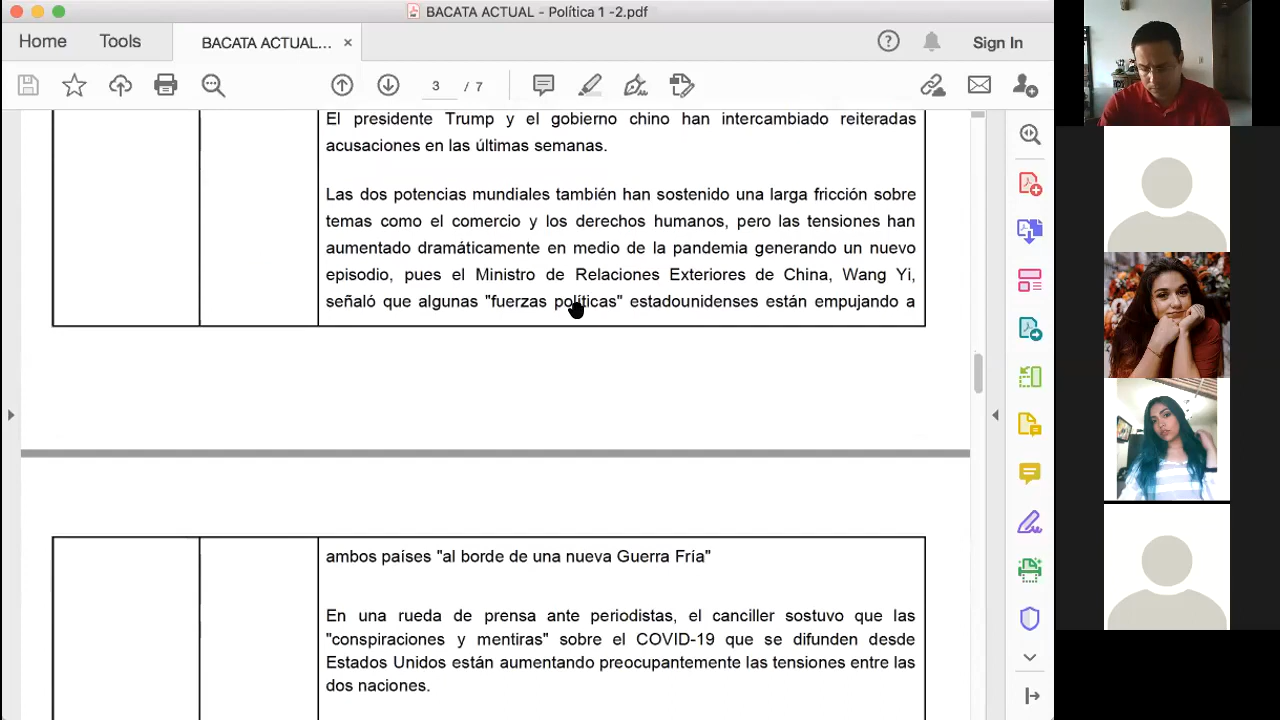 BACATA ACTUAL - Política 1 -2.pdf
Home
Tools
BACATA ACTUAL... ×
Sign In
3 / 7
El presidente Trump y el gobierno chino han intercambiado reiteradas
acusaciones en las últimas semanas.
Las dos potencias mundiales también han sostenido una larga fricción sobre
temas como el comercio y los derechos humanos, pero las tensiones han
aumentado dramáticamente en medio de la pandemia generando un nuevo
episodio, pues el Ministro de Relaciones Exteriores de China, Wang Yi,
señaló que algunas "fuerzas políticas" estadounidenses están empujando a
ambos países "al borde de una nueva Guerra Fría"
En una rueda de prensa ante periodistas, el canciller sostuvo que las
"conspiraciones y mentiras" sobre el COVID-19 que se difunden desde
Estados Unidos están aumentando preocupantemente las tensiones entre las
dos naciones.